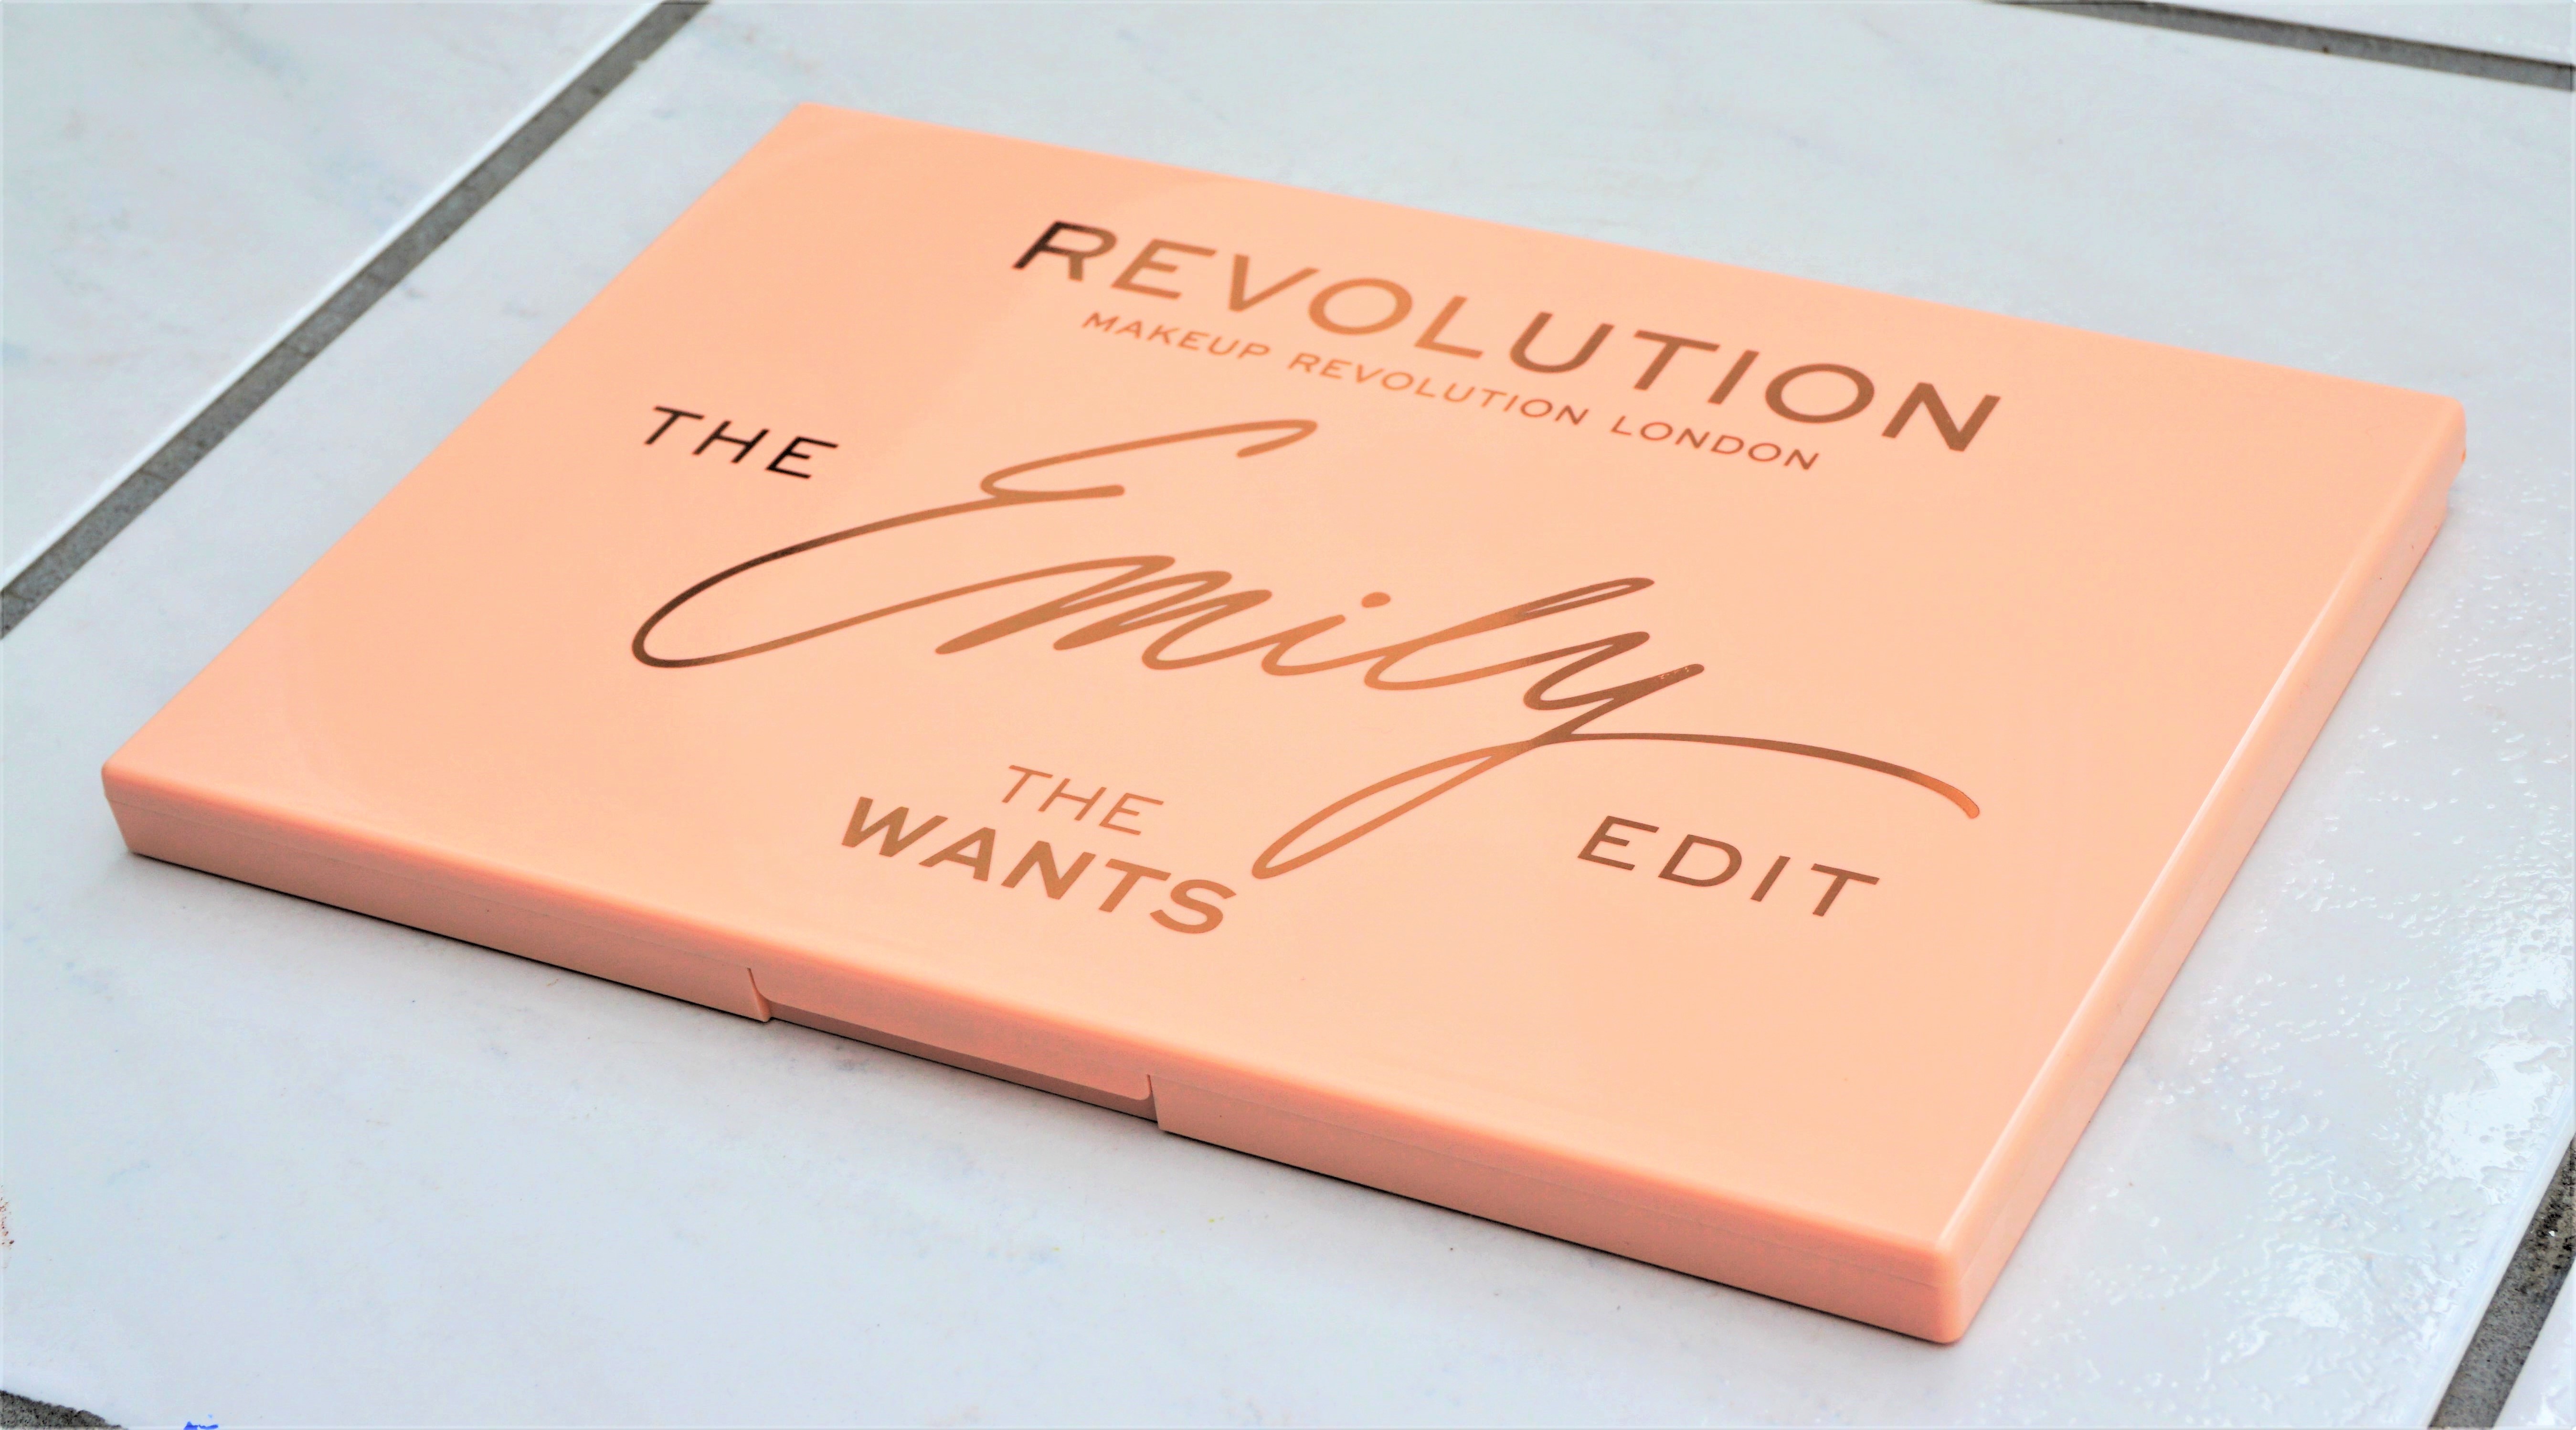 REVOLUTION
MAKEUP REVOLUTION LONDON
THE
Emily
THE
WANTS
EDIT